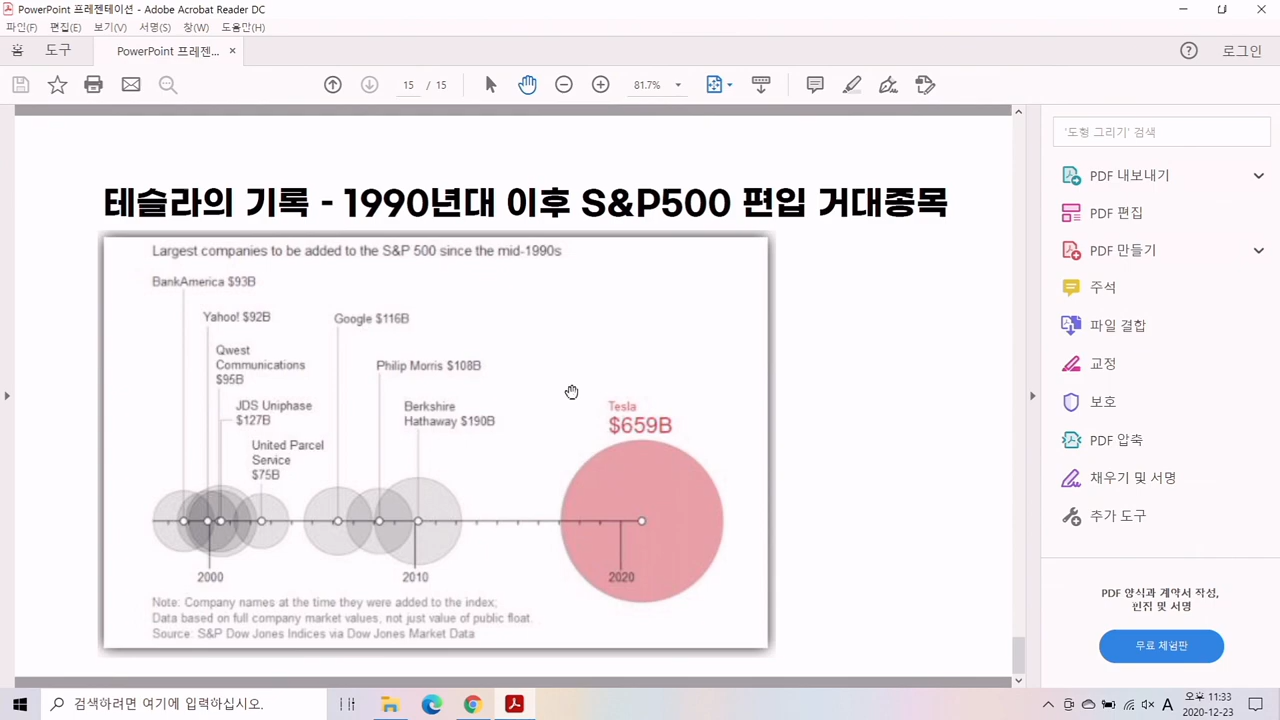 PowerPoint 프레젠테이션 - Adobe Acrobat Reader DC
파일(F) 편집(E) 보기(V) 서명(S) 창(W) 도움말(H)
홈 도구 PowerPoint 프레젠... × 로그인
15 / 15 81.7%
'도형 그리기' 검색
PDF 내보내기
PDF 편집
PDF 만들기
주석
파일 결합
교정
보호
PDF 압축
채우기 및 서명
추가 도구
PDF 양식과 계약서 작성,
편집 및 서명
무료 체험판
테슬라의 기록 - 1990년대 이후 S&P500 편입 거대종목
Largest companies to be added to the S&P 500 since the mid-1990s
BankAmerica $93B
Yahoo! $92B
Google $116B
Qwest
Communications
$95B
Philip Morris $108B
JDS Uniphase
$127B
Berkshire
Hathaway $190B
Tesla
$659B
United Parcel
Service
$75B
2000 2010 2020
Note: Company names at the time they were added to the index;
Data based on full company market values, not just value of public float.
Source: S&P Dow Jones Indices via Dow Jones Market Data
검색하려면 여기에 입력하십시오.
A 오후 11:33
2020-12-23